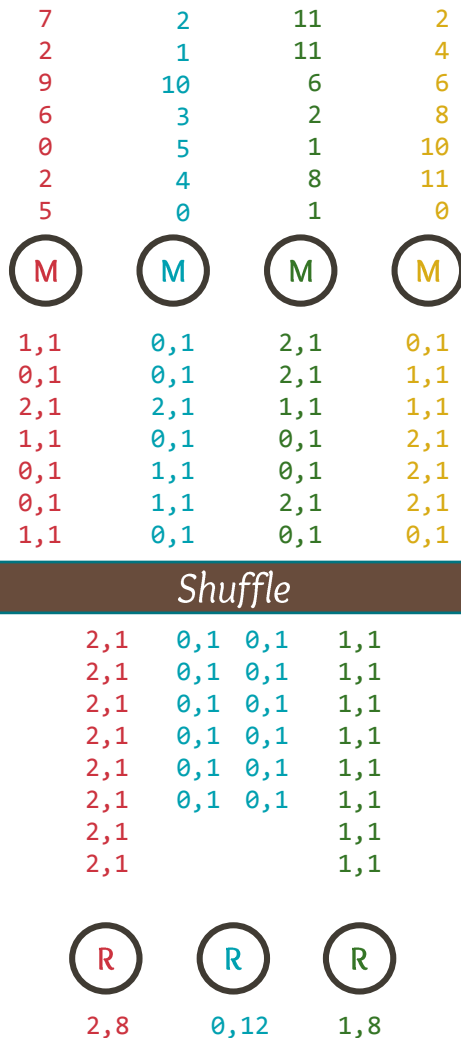 7 2 11 2
2 1 11 4
9 10 6 6
6 3 2 8
0 5 1 10
2 4 8 11
5 0 1 0
M M M M
1,1 0,1 2,1 0,1
0,1 0,1 2,1 1,1
2,1 2,1 1,1 1,1
1,1 0,1 0,1 2,1
0,1 1,1 0,1 2,1
0,1 1,1 2,1 2,1
1,1 0,1 0,1 0,1
Shuffle
2,1 0,1 0,1 1,1
2,1 0,1 0,1 1,1
2,1 0,1 0,1 1,1
2,1 0,1 0,1 1,1
2,1 0,1 0,1 1,1
2,1 0,1 0,1 1,1
2,1 1,1
2,1 1,1
R R R
2,8 0,12 1,8